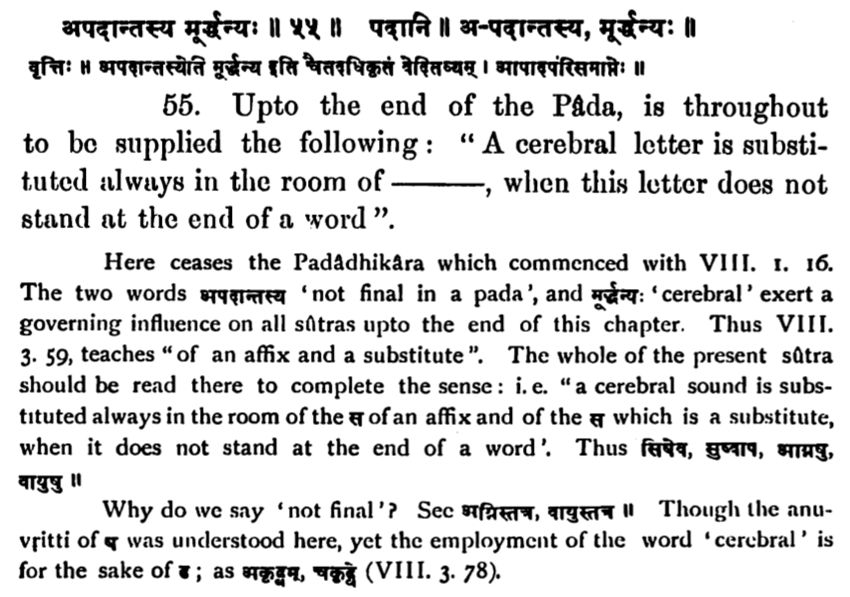 अपदान्तस्य मूर्द्धन्यः ॥ ५५ ॥ पदानि ॥ अ-पदान्तस्य, मूर्द्धन्यः ॥
वृत्तिः ॥ अपदान्तस्येति मूर्द्धन्य इति चैतदधिकृतं वेदितव्यम् । आपादपरिसमाप्तेः ॥
55. Upto the end of the Pâda, is throughout
to be supplied the following : “ A cerebral letter is substi-
tuted always in the room of ———, when this letter does not
stand at the end of a word ”.
Here ceases the Padâdhikâra which commenced with VIII. 1. 16.
The two words अपदान्तस्य ‘not final in a pada’, and मूर्द्धन्यः ‘cerebral’ exert a
governing influence on all sûtras upto the end of this chapter. Thus VIII.
3. 59, teaches “of an affix and a substitute”. The whole of the present sûtra
should be read there to complete the sense : i. e. “a cerebral sound is subs-
tituted always in the room of the स of an affix and of the स which is a substitute,
when it does not stand at the end of a word’. Thus सिषेव, सुष्वाप, अग्निषु,
वायुषु ॥
Why do we say ‘not final’? See अग्निस्तत्र, वायुस्तत्र ॥ Though the anu-
vṛitti of ष was understood here, yet the employment of the word ‘cerebral’ is
for the sake of ढ ; as अकृढ्वम्, चकृढ्वे (VIII. 3. 78).